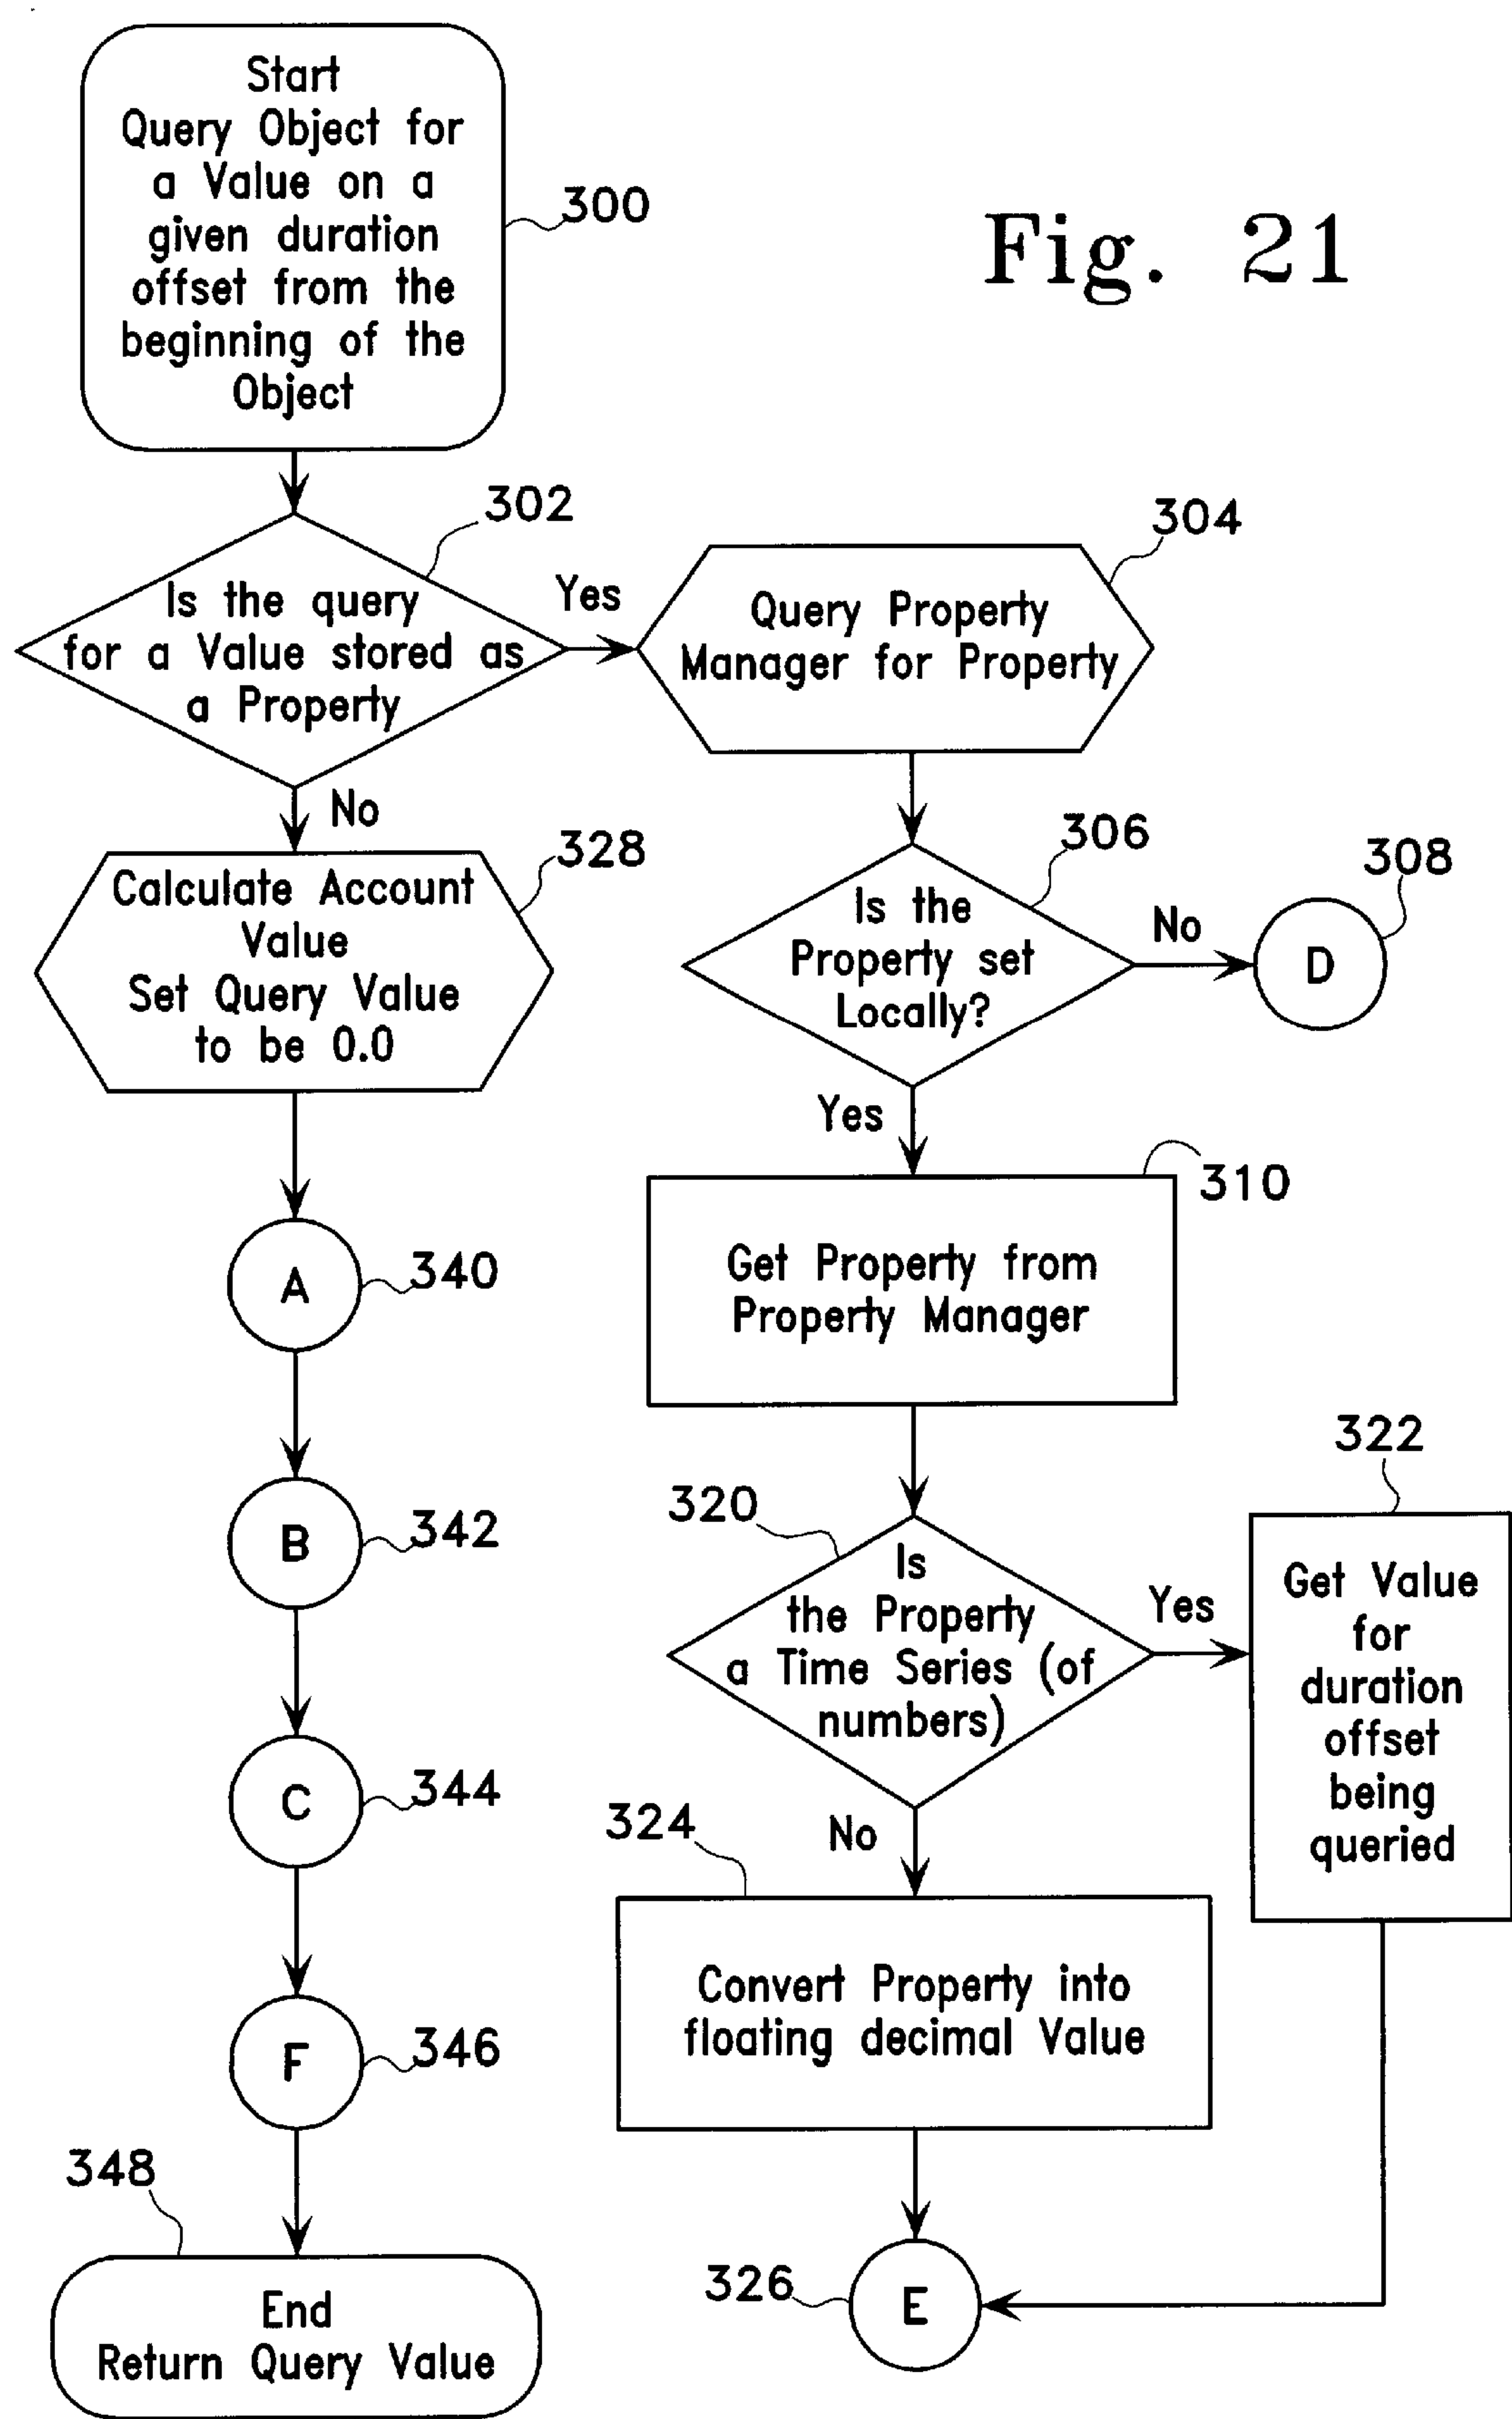 Start
Query Object for
a Value on a
given duration
offset from the
beginning of the
Object
300
Fig. 21
302
Is the query
for a Value stored as
a Property
Yes
304
Query Property
Manager for Property
No
328
Calculate Account
Value
Set Query Value
to be 0.0
306
Is the
Property set
Locally?
No
308
D
Yes
310
Get Property from
Property Manager
A
340
B
342
C
344
F
346
348
End
Return Query Value
320
Is
the Property
a Time Series (of
numbers)
Yes
322
Get Value
for
duration
offset
being
queried
No
324
Convert Property into
floating decimal Value
326
E